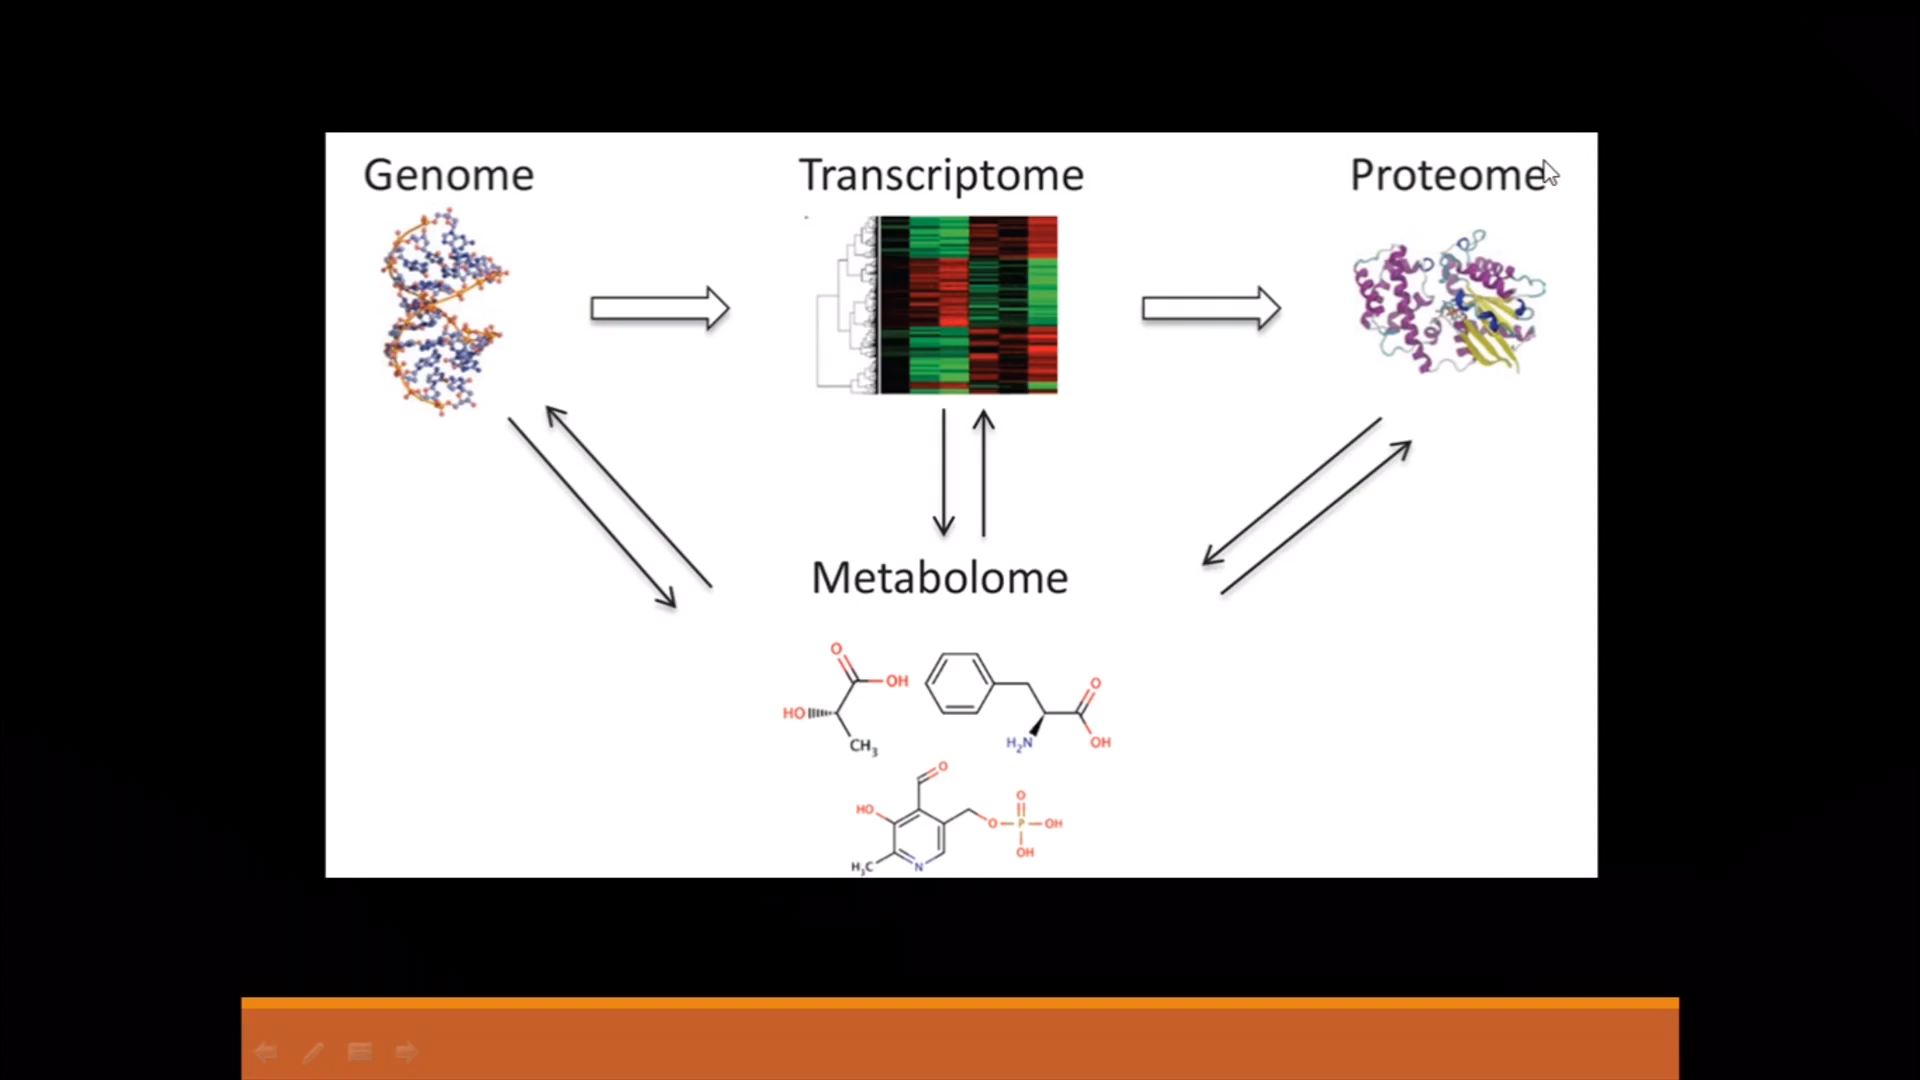 Genome
Transcriptome
Proteome
Metabolome
O
OH
HO
CH₃
O
H₂N
OH
O
HO
O
O
P
OH
OH
H₃C
N